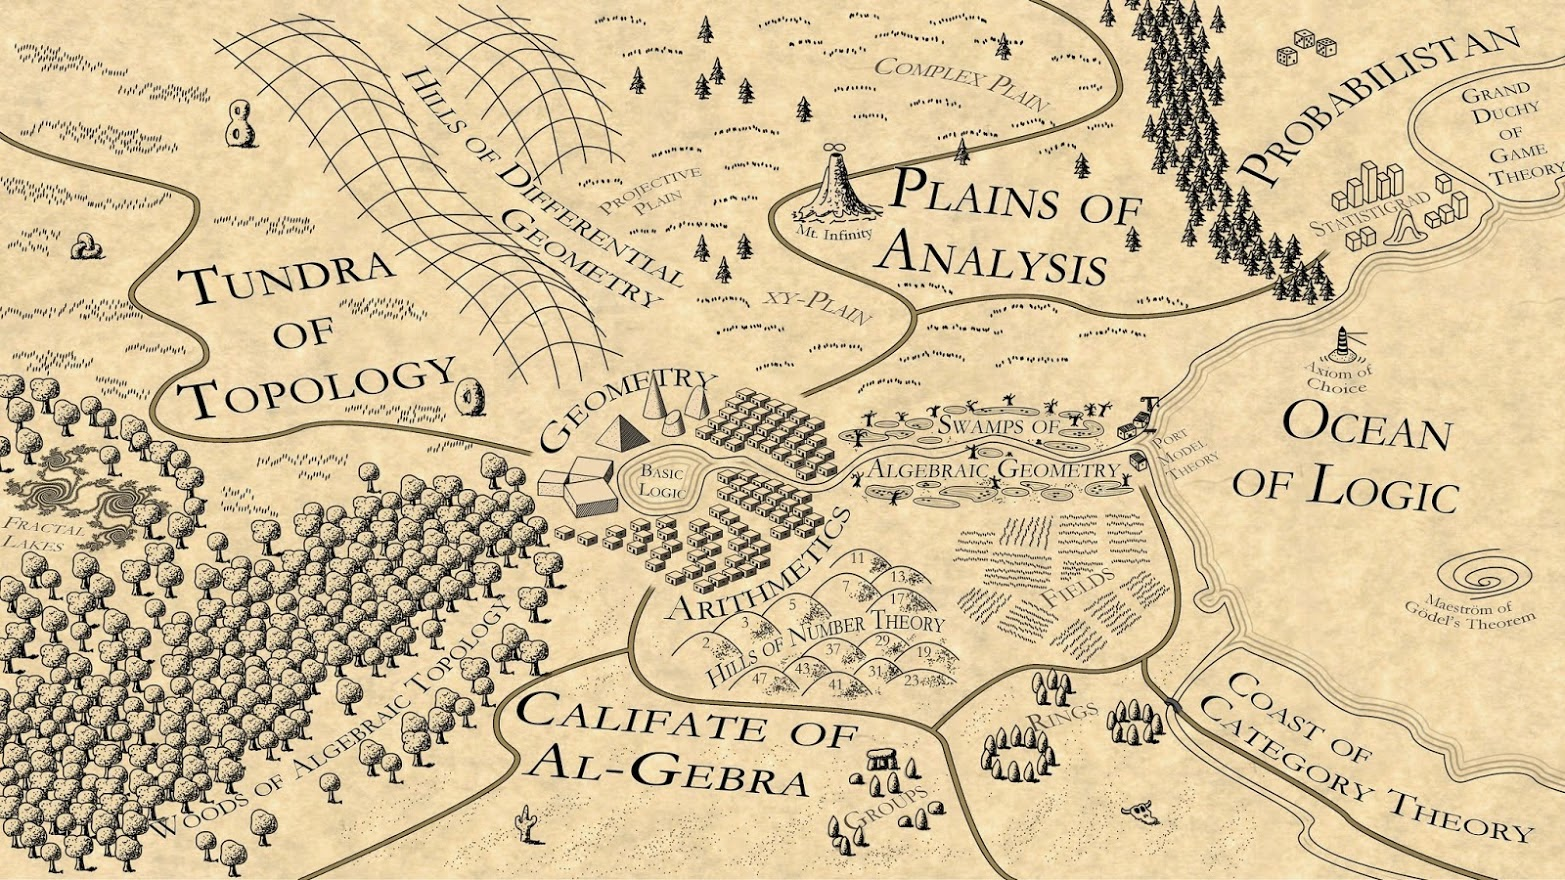 COMPLEX PLAIN
PROBABILISTAN
GRAND
DUCHY
OF
GAME
THEORY
HILLS OF DIFFERENTIAL
GEOMETRY
PROJECTIVE
PLAIN
PLAINS OF
ANALYSIS
Mt. Infinity
STATISTIGRAD
TUNDRA
OF
TOPOLOGY
XY-PLAIN
Axiom of
Choice
GEOMETRY
SWAMPS OF
ALGEBRAIC GEOMETRY
PORT
MODEL
THEORY
OCEAN
OF LOGIC
BASIC
LOGIC
FRACTAL
LAKES
ARITHMETICS
FIELDS
11
13
7
17
5
3
2
HILLS OF NUMBER THEORY
29
19
37
43
31
23
47
41
Maeström of
Gödel's Theorem
WOODS OF ALGEBRAIC TOPOLOGY
CALIFATE OF
AL-GEBRA
RINGS
GROUPS
COAST OF
CATEGORY THEORY